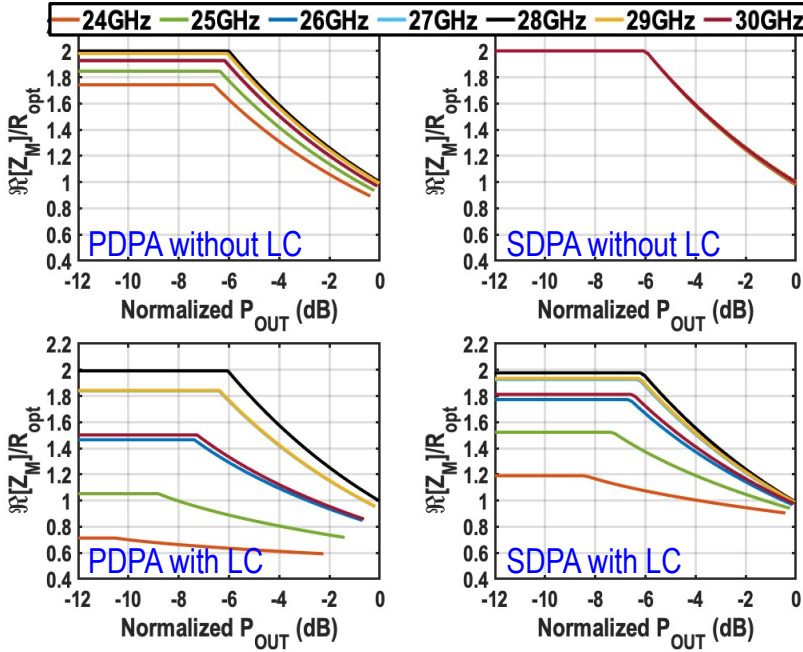 24GHz 25GHz 26GHz 27GHz 28GHz 29GHz 30GHz
ℜ[Z_M]/R_opt
2
1.8
1.6
1.4
1.2
1
0.8
0.6
0.4
PDPA without LC
-12 -10 -8 -6 -4 -2 0
Normalized P_OUT (dB)
ℜ[Z_M]/R_opt
2
1.8
1.6
1.4
1.2
1
0.8
0.6
0.4
SDPA without LC
-12 -10 -8 -6 -4 -2 0
Normalized P_OUT (dB)
ℜ[Z_M]/R_opt
2.2
2
1.8
1.6
1.4
1.2
1
0.8
0.6
0.4
PDPA with LC
-12 -10 -8 -6 -4 -2 0
Normalized P_OUT (dB)
ℜ[Z_M]/R_opt
2.2
2
1.8
1.6
1.4
1.2
1
0.8
0.6
0.4
SDPA with LC
-12 -10 -8 -6 -4 -2 0
Normalized P_OUT (dB)